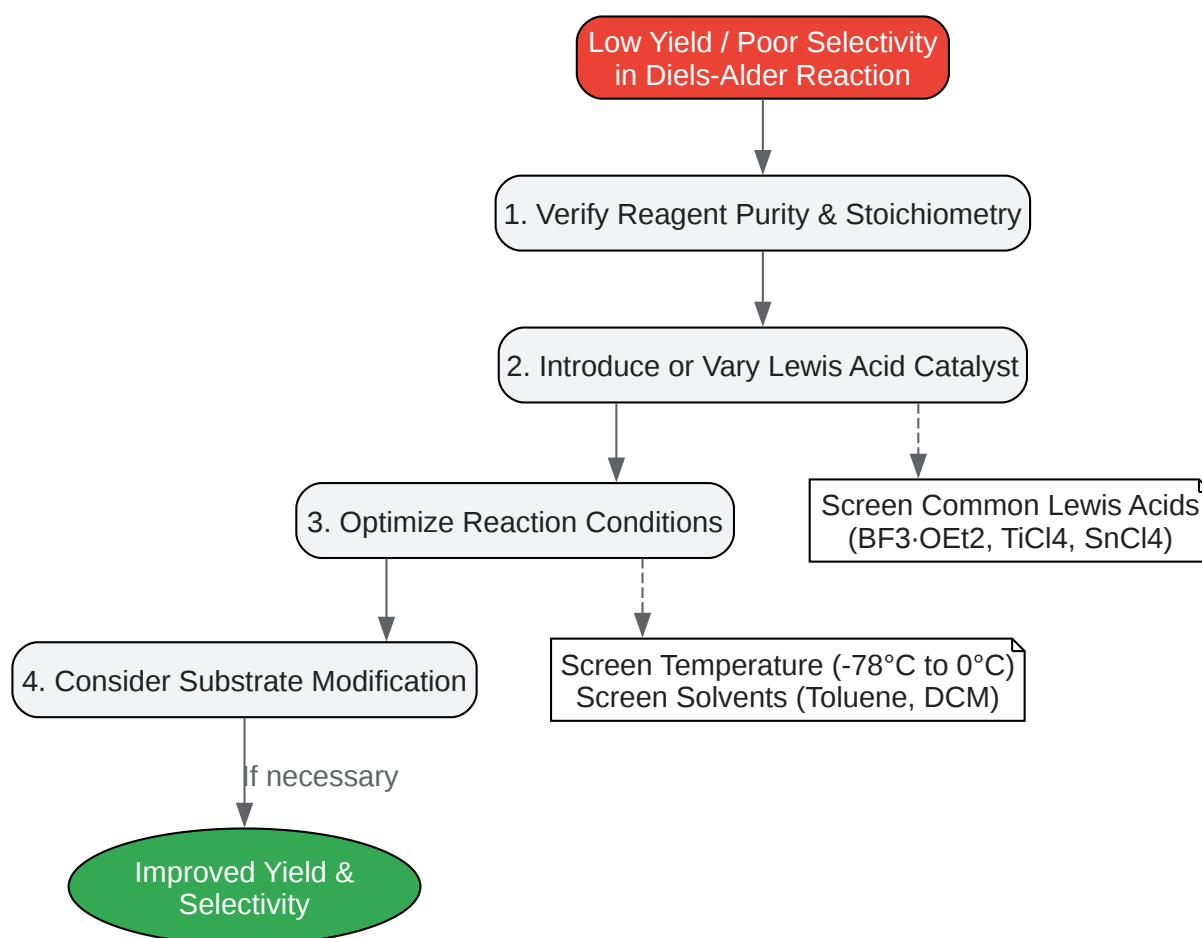 Low Yield / Poor Selectivity
in Diels-Alder Reaction
1. Verify Reagent Purity & Stoichiometry
2. Introduce or Vary Lewis Acid Catalyst
3. Optimize Reaction Conditions
Screen Common Lewis Acids
(BF3·OEt2, TiCl4, SnCl4)
4. Consider Substrate Modification
Screen Temperature (-78°C to 0°C)
Screen Solvents (Toluene, DCM)
If necessary
Improved Yield &
Selectivity